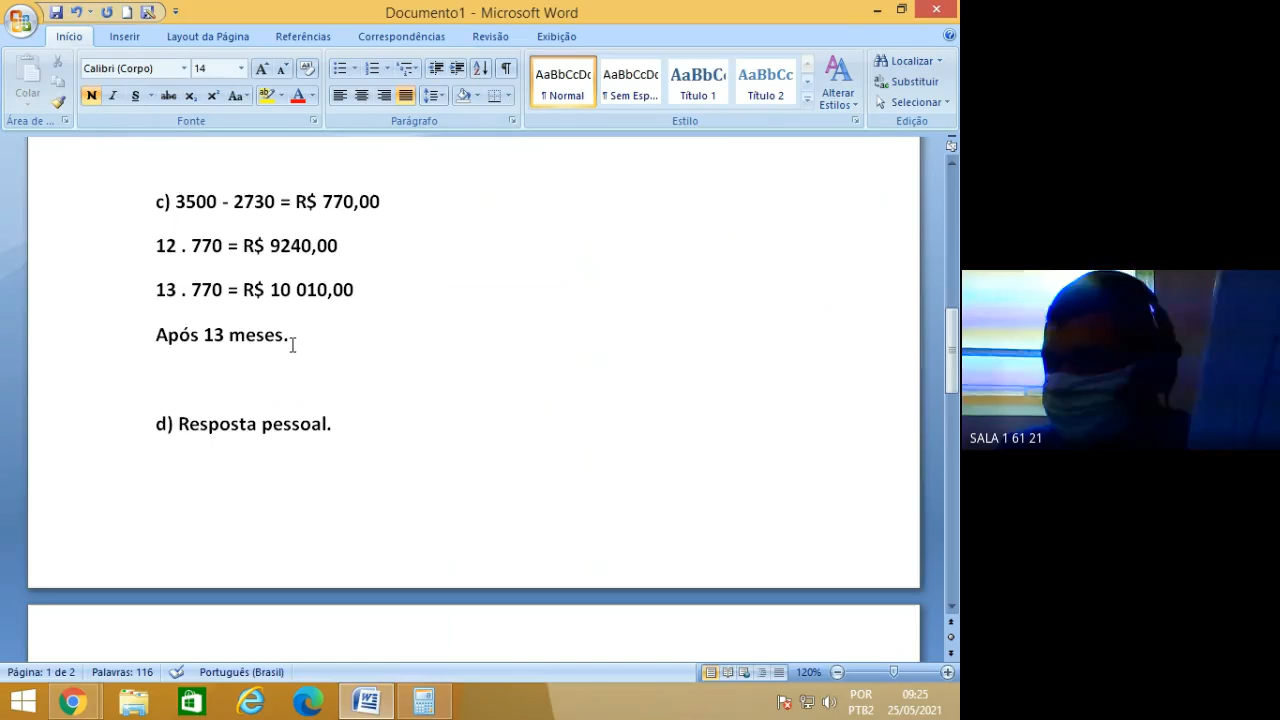 Documento1 - Microsoft Word
Início Inserir Layout da Página Referências Correspondências Revisão Exibição
Colar
Calibri (Corpo) 14
N I S abc x₂ x² Aa
AaBbCcDc AaBbCcDc AaBbC AaBbCc
¶ Normal ¶ Sem Esp... Título 1 Título 2
Alterar
Estilos
Localizar
Substituir
Selecionar
Área de ... Fonte Parágrafo Estilo Edição
c) 3500 - 2730 = R$ 770,00
12 . 770 = R$ 9240,00
13 . 770 = R$ 10 010,00
Após 13 meses.
d) Resposta pessoal.
SALA 1 61 21
Página: 1 de 2 Palavras: 116 Português (Brasil) 120%
POR 09:25
PTB2 25/05/2021